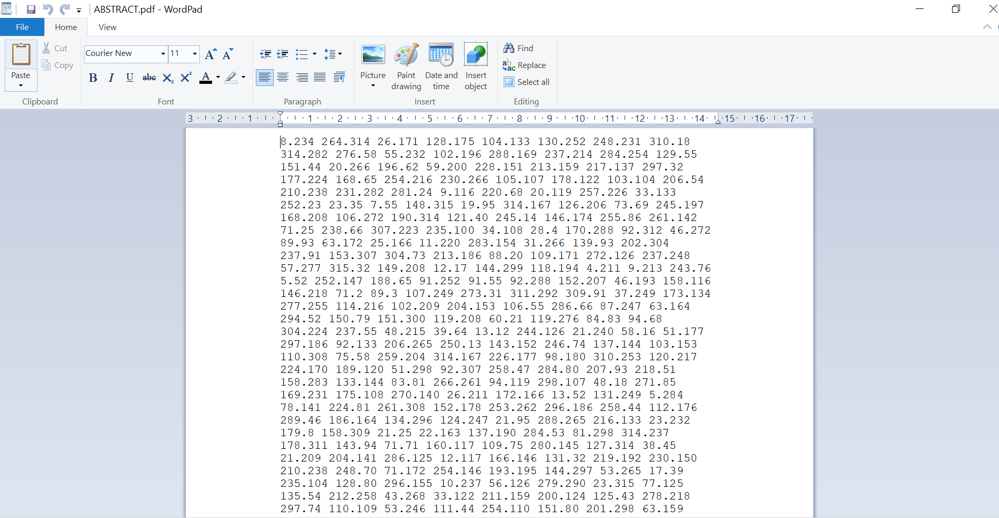 ABSTRACT.pdf - WordPad
File Home View
Paste
Cut
Copy
Clipboard
Courier New 11 A A
B I U abc X2 X2 A
Font
Paragraph
Picture
Paint drawing
Date and time
Insert object
Insert
Find
Replace
Select all
Editing
3 2 1 1 2 3 4 5 6 7 8 9 10 11 12 13 14 15 16 17
8.234 264.314 26.171 128.175 104.133 130.252 248.231 310.18
314.282 276.58 55.232 102.196 288.169 237.214 284.254 129.55
151.44 20.266 196.62 59.200 228.151 213.159 217.137 297.32
177.224 168.65 254.216 230.266 105.107 178.122 103.104 206.54
210.238 231.282 281.24 9.116 220.68 20.119 257.226 33.133
252.23 23.35 7.55 148.315 19.95 314.167 126.206 73.69 245.197
168.208 106.272 190.314 121.40 245.14 146.174 255.86 261.142
71.25 238.66 307.223 235.100 34.108 28.4 170.288 92.312 46.272
89.93 63.172 25.166 11.220 283.154 31.266 139.93 202.304
237.91 153.307 304.73 213.186 88.20 109.171 272.126 237.248
57.277 315.32 149.208 12.17 144.299 118.194 4.211 9.213 243.76
5.52 252.147 188.65 91.252 91.55 92.288 152.207 46.193 158.116
146.218 71.2 89.3 107.249 273.31 311.292 309.91 37.249 173.134
277.255 114.216 102.209 204.153 106.55 286.66 87.247 63.164
294.52 150.79 151.300 119.208 60.21 119.276 84.83 94.68
304.224 237.55 48.215 39.64 13.12 244.126 21.240 58.16 51.177
297.186 92.133 206.265 250.13 143.152 246.74 137.144 103.153
110.308 75.58 259.204 314.167 226.177 98.180 310.253 120.217
224.170 189.120 51.298 92.307 258.47 284.80 207.93 218.51
158.283 133.144 83.81 266.261 94.119 298.107 48.18 271.85
169.231 175.108 270.140 26.211 172.166 13.52 131.249 5.284
78.141 224.81 261.308 152.178 253.262 296.186 258.44 112.176
289.46 186.164 134.296 124.247 21.95 288.265 216.133 23.232
179.8 158.309 21.25 22.163 137.190 284.53 81.298 314.237
178.311 143.94 71.71 160.117 109.75 280.145 127.314 38.45
21.209 204.141 286.125 12.117 166.146 131.32 219.192 230.150
210.238 248.70 71.172 254.146 193.195 144.297 53.265 17.39
235.104 128.80 296.155 10.237 56.126 279.290 23.315 77.125
135.54 212.258 43.268 33.122 211.159 200.124 125.43 278.218
297.74 110.109 53.246 111.44 254.110 151.80 201.298 63.159